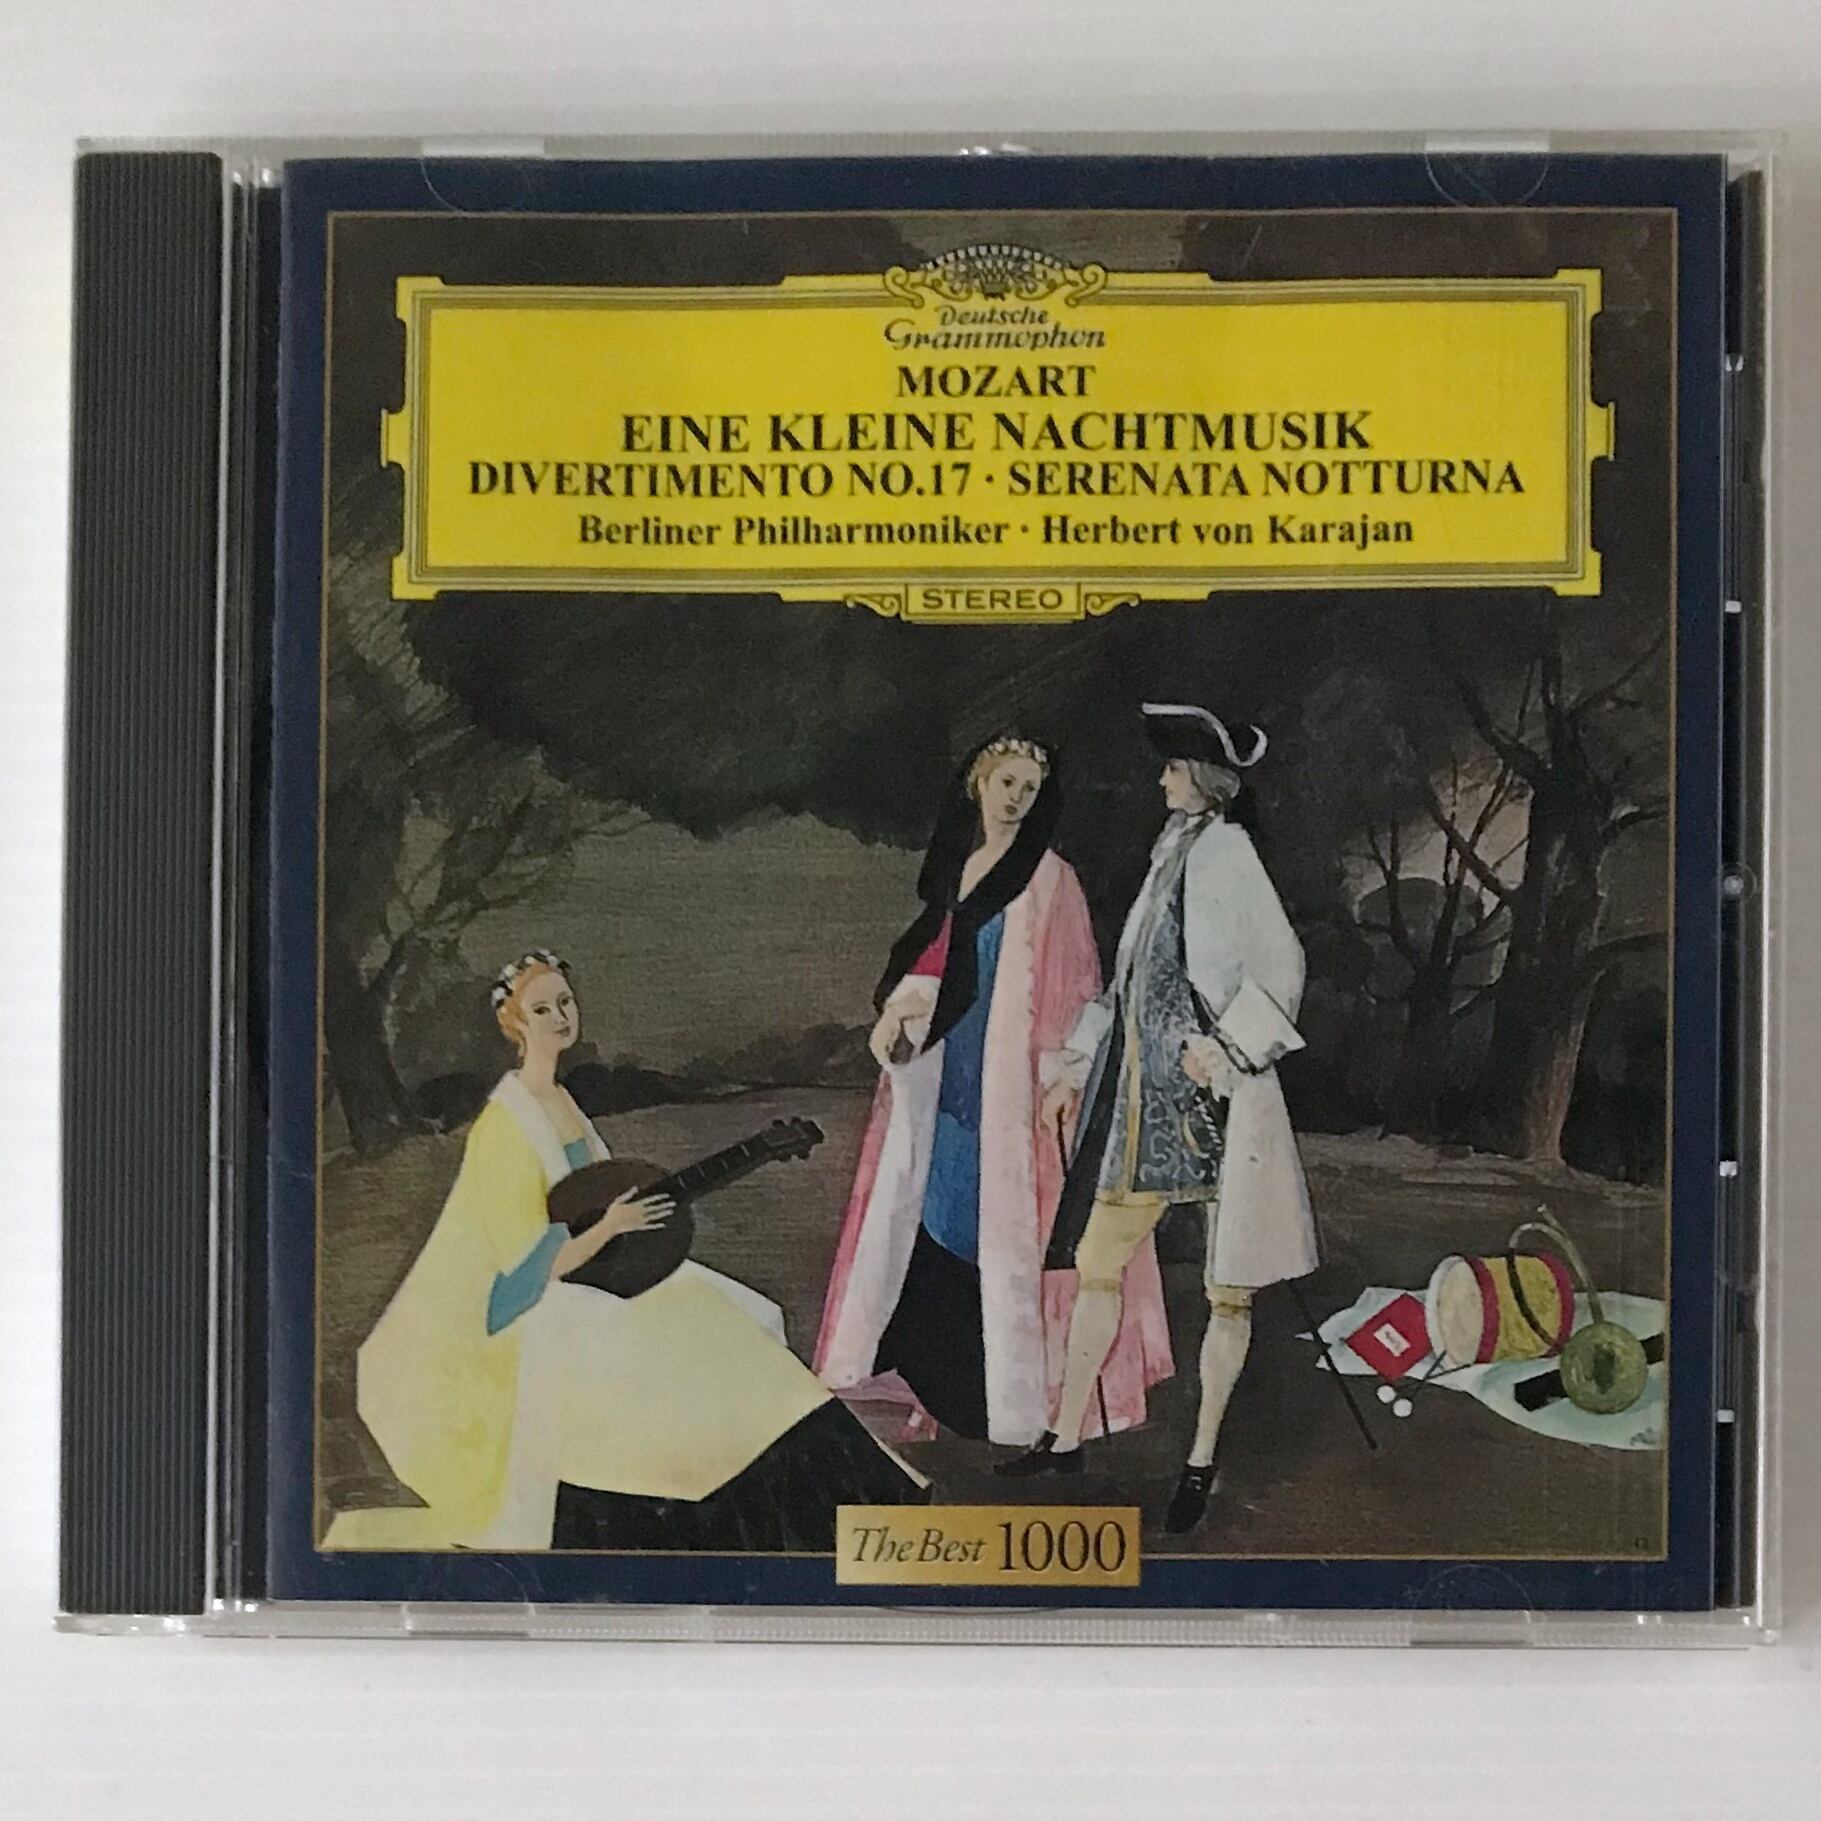 Deutsche
Grammophon
MOZART
EINE KLEINE NACHTMUSIK
DIVERTIMENTO NO.17 · SERENATA NOTTURNA
Berliner Philharmoniker · Herbert von Karajan
STEREO
The Best 1000